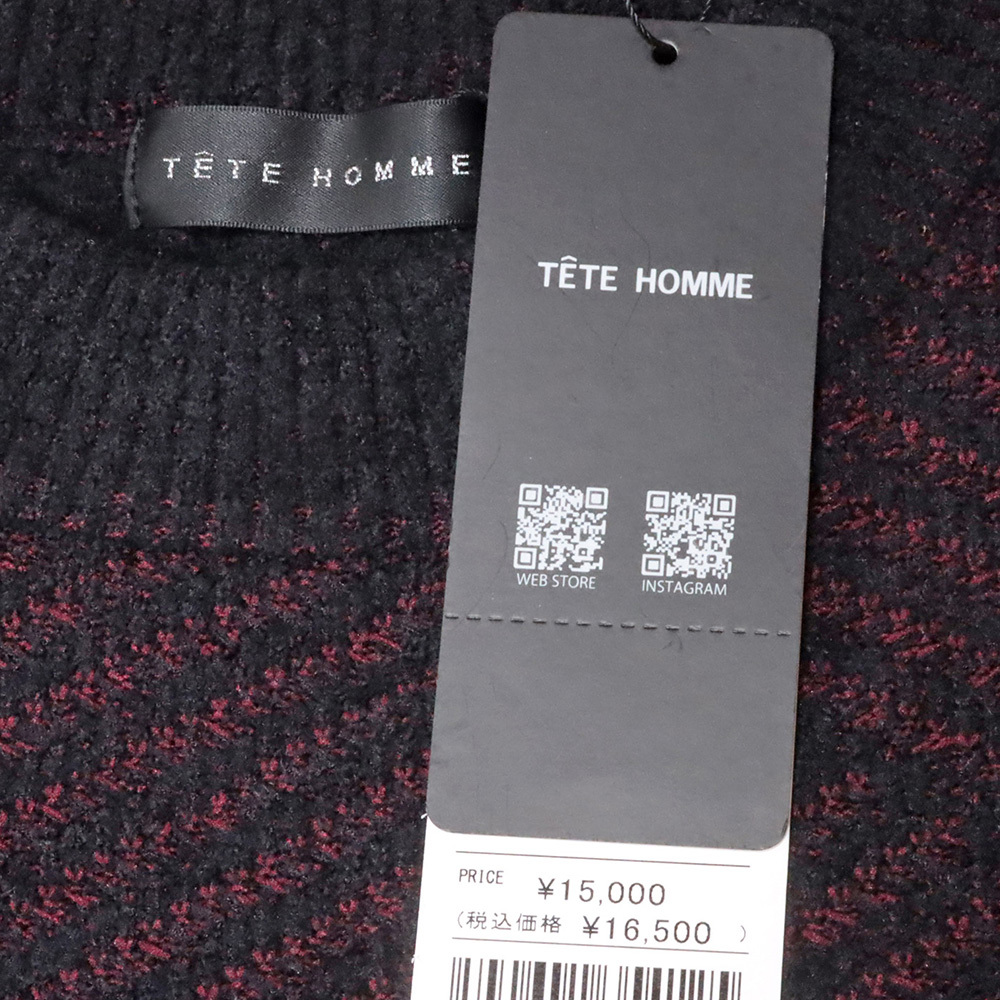 TÊTE HOMME
TÊTE HOMME
WEB STORE INSTAGRAM
PRICE ¥15,000
(税込価格 ¥16,500 )